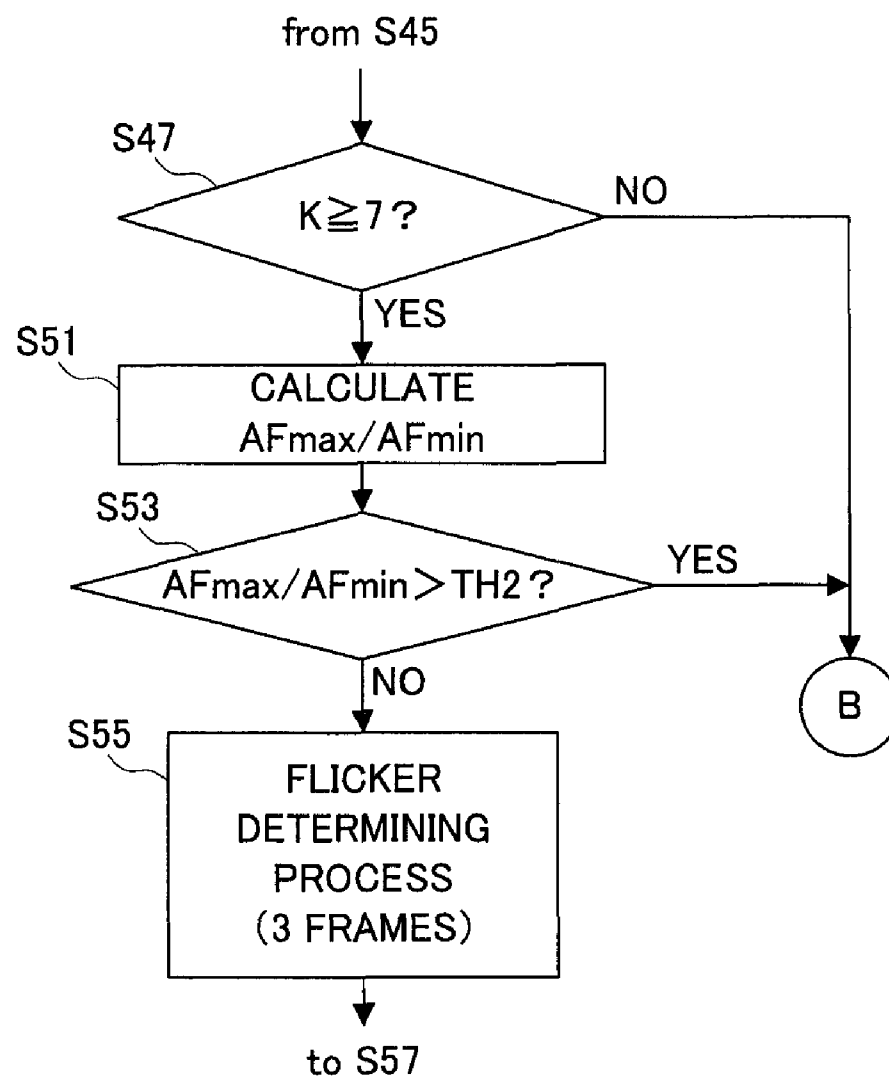 from S45
S47
K≧7?
NO
YES
S51
CALCULATE
AFmax/AFmin
S53
AFmax/AFmin>TH2?
YES
NO
B
S55
FLICKER
DETERMINING
PROCESS
(3 FRAMES)
to S57